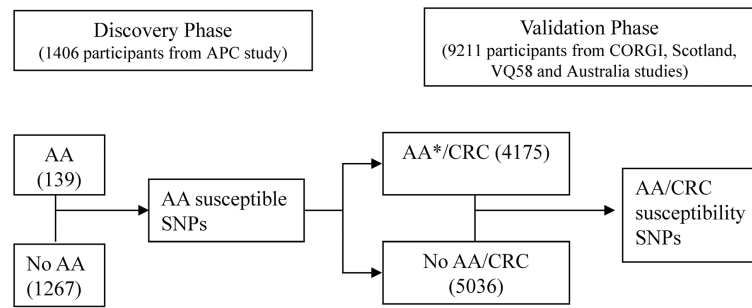 Discovery Phase
(1406 participants from APC study)
Validation Phase
(9211 participants from CORGI, Scotland,
VQ58 and Australia studies)
AA
(139)
No AA
(1267)
AA susceptible
SNPs
AA*/CRC (4175)
No AA/CRC
(5036)
AA/CRC
susceptibility
SNPs